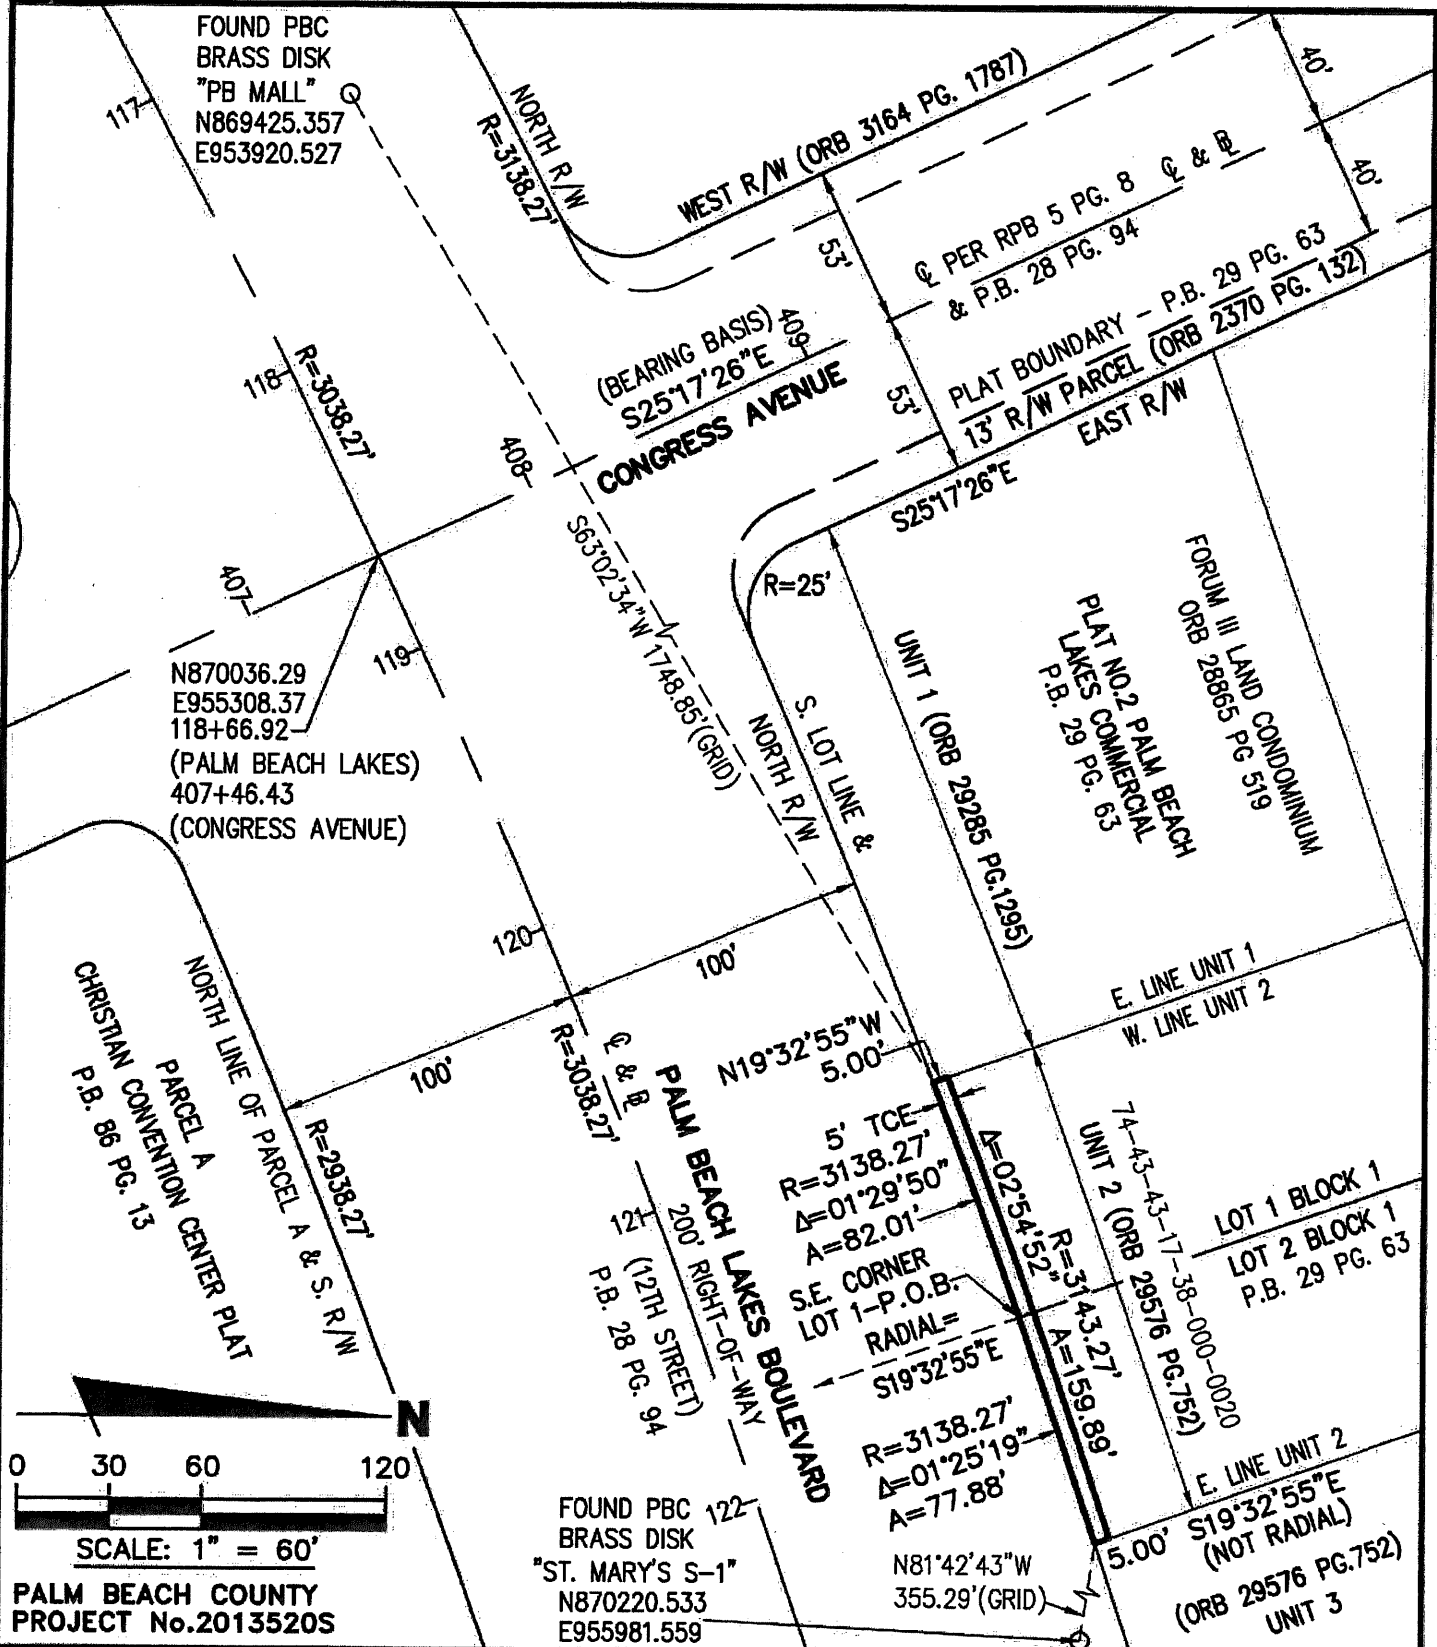 FOUND PBC
BRASS DISK
"PB MALL"
N869425.357
E953920.527
117
NORTH R/W
R=3138.27'
WEST R/W (ORB 3164 PG. 1787)
40'
40'
℄ PER RPB 5 PG. 8 ℄ & BL
& P.B. 28 PG. 94
53'
53'
PLAT BOUNDARY - P.B. 29 PG. 63
13' R/W PARCEL (ORB 2370 PG. 132)
EAST R/W
(BEARING BASIS)
S25°17'26"E
409
CONGRESS AVENUE
118
R=3038.27'
408
S25°17'26"E
407
S63°02'34"W 1748.85'(GRID)
R=25'
N870036.29
E955308.37
118+66.92
(PALM BEACH LAKES)
407+46.43
(CONGRESS AVENUE)
119
S. LOT LINE &
NORTH R/W
UNIT 1 (ORB 29285 PG.1295)
PLAT NO.2 PALM BEACH
LAKES COMMERCIAL
P.B. 29 PG. 63
FORUM III LAND CONDOMINIUM
ORB 28865 PG 519
120
100'
100'
E. LINE UNIT 1
W. LINE UNIT 2
CHRISTIAN CONVENTION CENTER PLAT
PARCEL A
P.B. 86 PG. 13
NORTH LINE OF PARCEL A & S. R/W
R=2938.27'
R=3038.27'
℄ & BL
PALM BEACH LAKES BOULEVARD
200' RIGHT-OF-WAY
(12TH STREET)
P.B. 28 PG. 94
121
N19°32'55"W
5.00'
5' TCE
R=3138.27'
Δ=01°29'50"
A=82.01'
S.E. CORNER
LOT 1-P.O.B.
RADIAL=
S19°32'55"E
Δ=02°54'52"
R=3143.27'
A=159.89'
74-43-43-17-38-000-0020
UNIT 2 (ORB 29576 PG.752)
LOT 1 BLOCK 1
LOT 2 BLOCK 1
P.B. 29 PG. 63
R=3138.27'
Δ=01°25'19"
A=77.88'
E. LINE UNIT 2
5.00' S19°32'55"E
(NOT RADIAL)
(ORB 29576 PG.752)
UNIT 3
N
0 30 60 120
SCALE: 1" = 60'
PALM BEACH COUNTY
PROJECT No.2013520S
122
FOUND PBC
BRASS DISK
"ST. MARY'S S-1"
N870220.533
E955981.559
N81°42'43"W
355.29'(GRID)